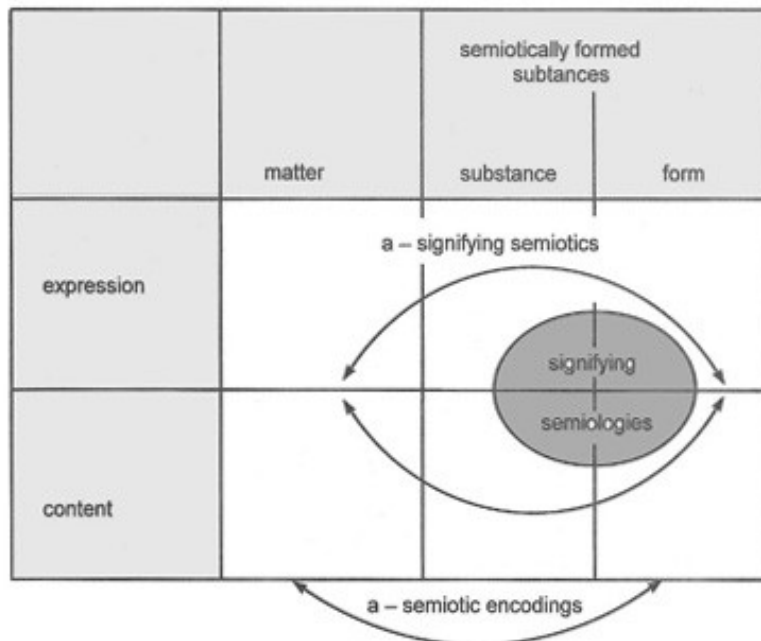 semiotically formed
subtances
matter
substance
form
a – signifying semiotics
expression
signifying
semiologies
content
a – semiotic encodings